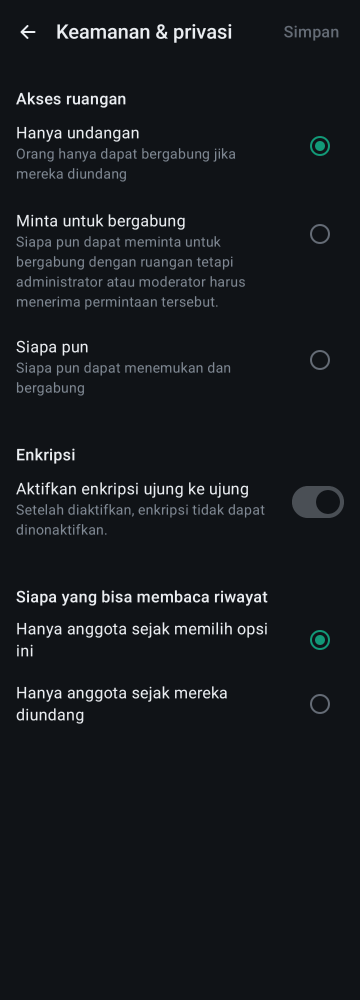 Keamanan & privasi
Simpan
Akses ruangan
Hanya undangan
Orang hanya dapat bergabung jika
mereka diundang
Minta untuk bergabung
Siapa pun dapat meminta untuk
bergabung dengan ruangan tetapi
administrator atau moderator harus
menerima permintaan tersebut.
Siapa pun
Siapa pun dapat menemukan dan
bergabung
Enkripsi
Aktifkan enkripsi ujung ke ujung
Setelah diaktifkan, enkripsi tidak dapat
dinonaktifkan.
Siapa yang bisa membaca riwayat
Hanya anggota sejak memilih opsi
ini
Hanya anggota sejak mereka
diundang